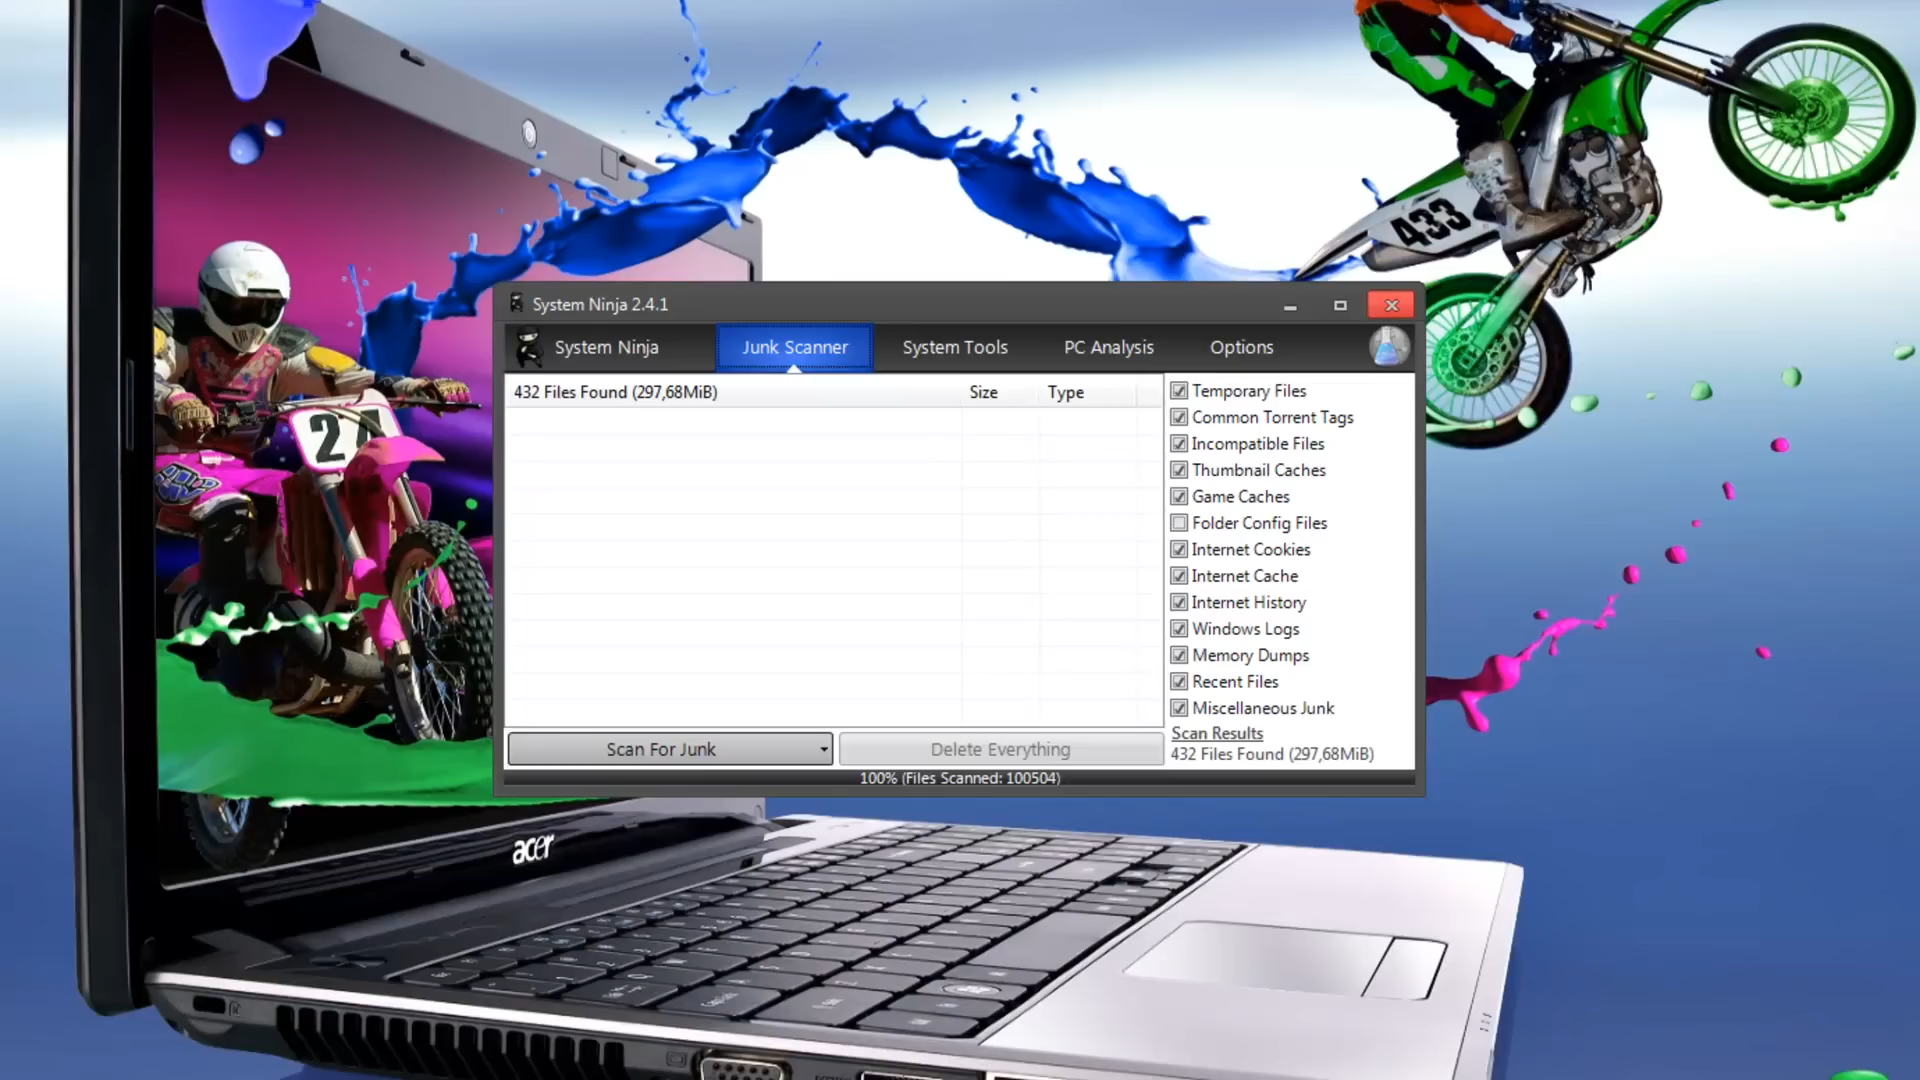 433
System Ninja 2.4.1
System Ninja
Junk Scanner
System Tools
PC Analysis
Options
432 Files Found (297,68MiB)
Size
Type
Temporary Files
Common Torrent Tags
Incompatible Files
Thumbnail Caches
Game Caches
Folder Config Files
Internet Cookies
Internet Cache
Internet History
Windows Logs
Memory Dumps
Recent Files
Miscellaneous Junk
Scan Results
432 Files Found (297,68MiB)
Scan For Junk
Delete Everything
100% (Files Scanned: 100504)
acer